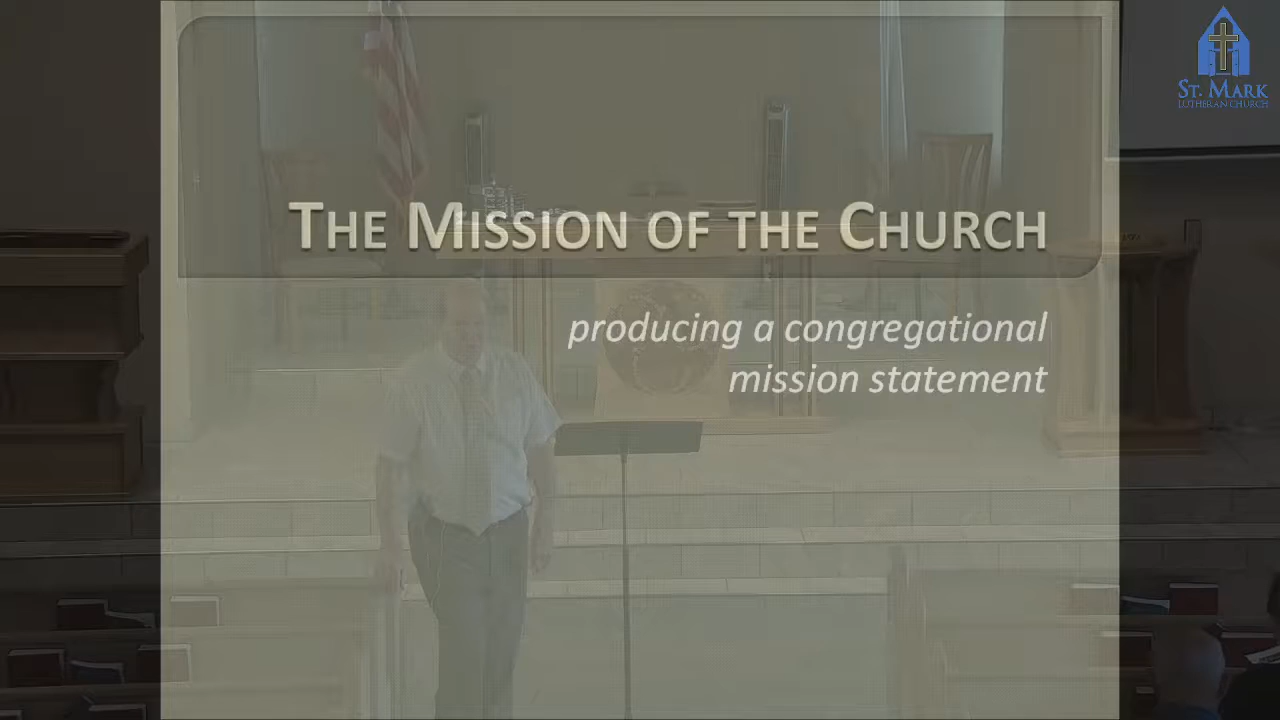 St. Mark
Lutheran Church
The Mission of the Church
producing a congregational
mission statement